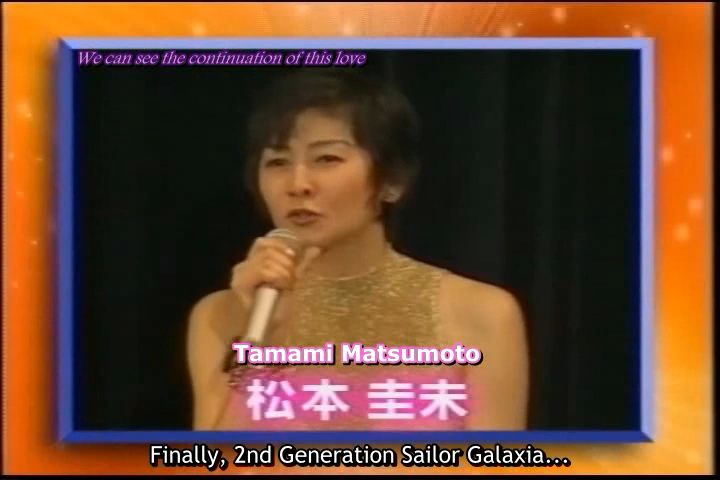 We can see the continuation of this love
Tamami Matsumoto
松本 圭未
Finally, 2nd Generation Sailor Galaxia...